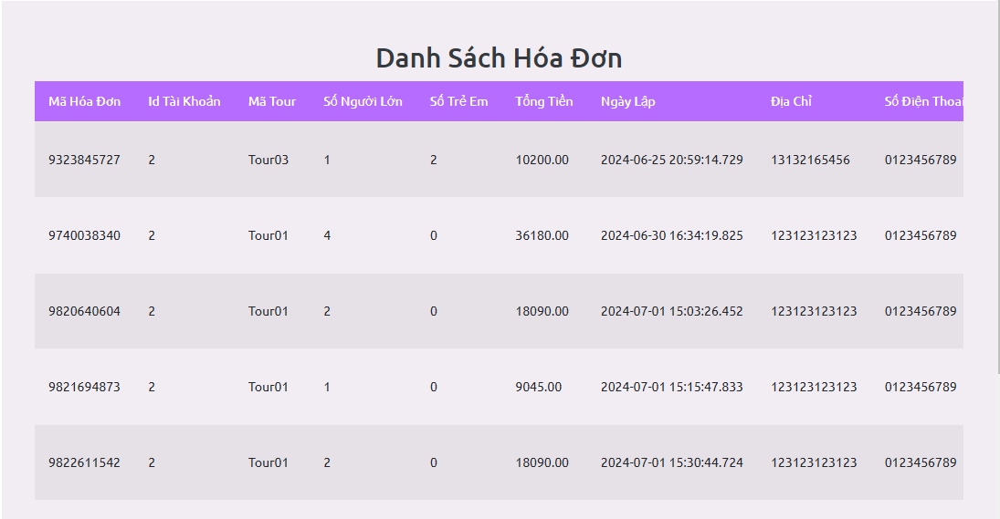 Danh Sách Hóa Đơn
Mã Hóa Đơn Id Tài Khoản Mã Tour Số Người Lớn Số Trẻ Em Tổng Tiền Ngày Lập Địa Chỉ Số Điện Thoại
9323845727 2 Tour03 1 2 10200.00 2024-06-25 20:59:14.729 13132165456 0123456789
9740038340 2 Tour01 4 0 36180.00 2024-06-30 16:34:19.825 123123123123 0123456789
9820640604 2 Tour01 2 0 18090.00 2024-07-01 15:03:26.452 123123123123 0123456789
9821694873 2 Tour01 1 0 9045.00 2024-07-01 15:15:47.833 123123123123 0123456789
9822611542 2 Tour01 2 0 18090.00 2024-07-01 15:30:44.724 123123123123 0123456789